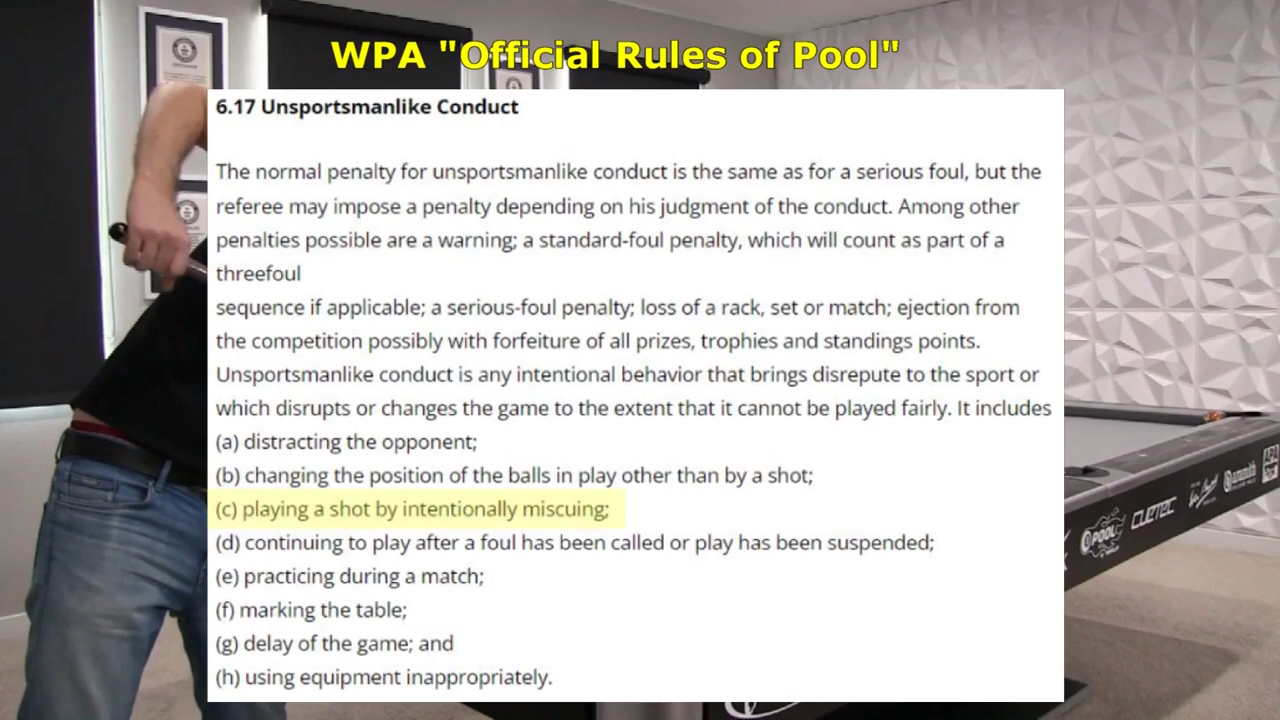 WPA "Official Rules of Pool"
6.17 Unsportsmanlike Conduct
The normal penalty for unsportsmanlike conduct is the same as for a serious foul, but the
referee may impose a penalty depending on his judgment of the conduct. Among other
penalties possible are a warning; a standard-foul penalty, which will count as part of a
threefoul
sequence if applicable; a serious-foul penalty; loss of a rack, set or match; ejection from
the competition possibly with forfeiture of all prizes, trophies and standings points.
Unsportsmanlike conduct is any intentional behavior that brings disrepute to the sport or
which disrupts or changes the game to the extent that it cannot be played fairly. It includes
(a) distracting the opponent;
(b) changing the position of the balls in play other than by a shot;
(c) playing a shot by intentionally miscuing;
(d) continuing to play after a foul has been called or play has been suspended;
(e) practicing during a match;
(f) marking the table;
(g) delay of the game; and
(h) using equipment inappropriately.
POOL
CUETEC
aramith
APA